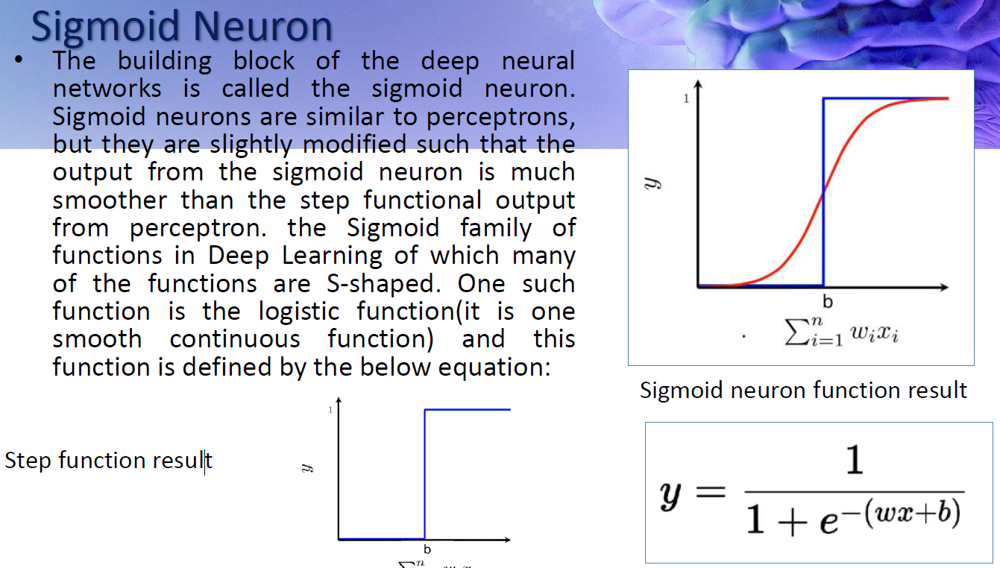 Sigmoid Neuron
• The building block of the deep neural
networks is called the sigmoid neuron.
Sigmoid neurons are similar to perceptrons,
but they are slightly modified such that the
output from the sigmoid neuron is much
smoother than the step functional output
from perceptron. the Sigmoid family of
functions in Deep Learning of which many
of the functions are S-shaped. One such
function is the logistic function(it is one
smooth continuous function) and this
function is defined by the below equation:
Step function result
1
y
b
1
y
b
. ∑ⁿᵢ₌₁ wᵢxᵢ
Sigmoid neuron function result
y = 1 / (1 + e^−(wx+b))